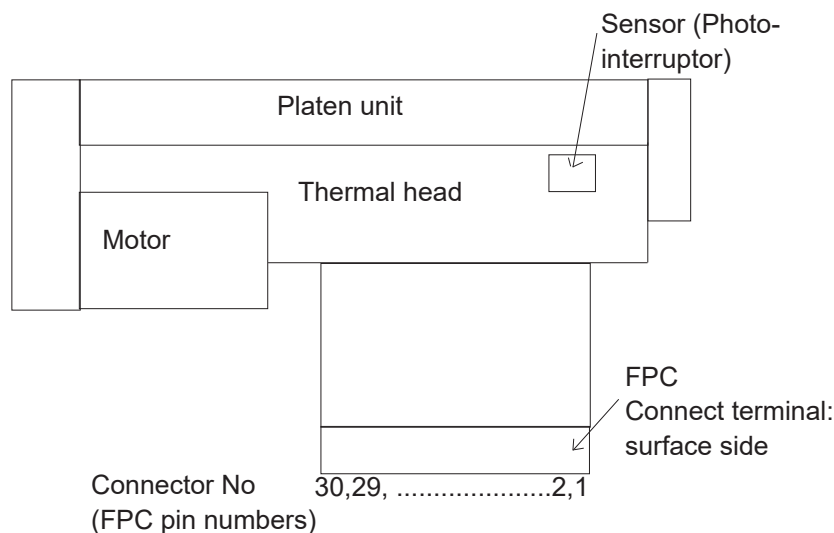 Sensor (Photo-
interruptor)
Platen unit
Thermal head
Motor
FPC
Connect terminal:
surface side
Connector No
(FPC pin numbers)
30,29, .....................2,1